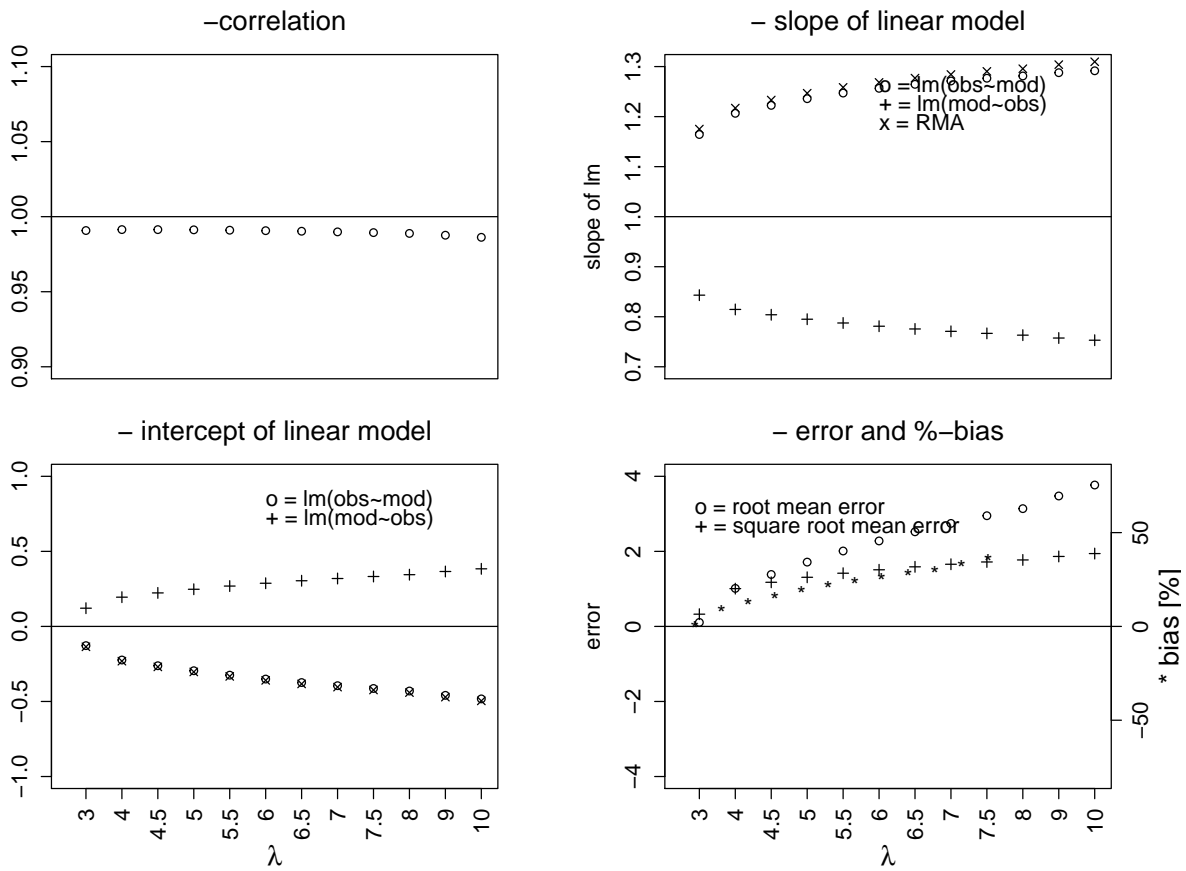 −correlation
1.10
1.05
1.00
0.95
0.90
− slope of linear model
slope of lm
1.3
1.2
1.1
1.0
0.9
0.8
0.7
o = lm(obs~mod)
+ = lm(mod~obs)
x = RMA
− intercept of linear model
1.0
0.5
0.0
−0.5
−1.0
o = lm(obs~mod)
+ = lm(mod~obs)
3 4 4.5 5 5.5 6 6.5 7 7.5 8 9 10
λ
− error and %−bias
error
4
2
0
−2
−4
o = root mean error
+ = square root mean error
50
0
−50
* bias [%]
3 4 4.5 5 5.5 6 6.5 7 7.5 8 9 10
λ